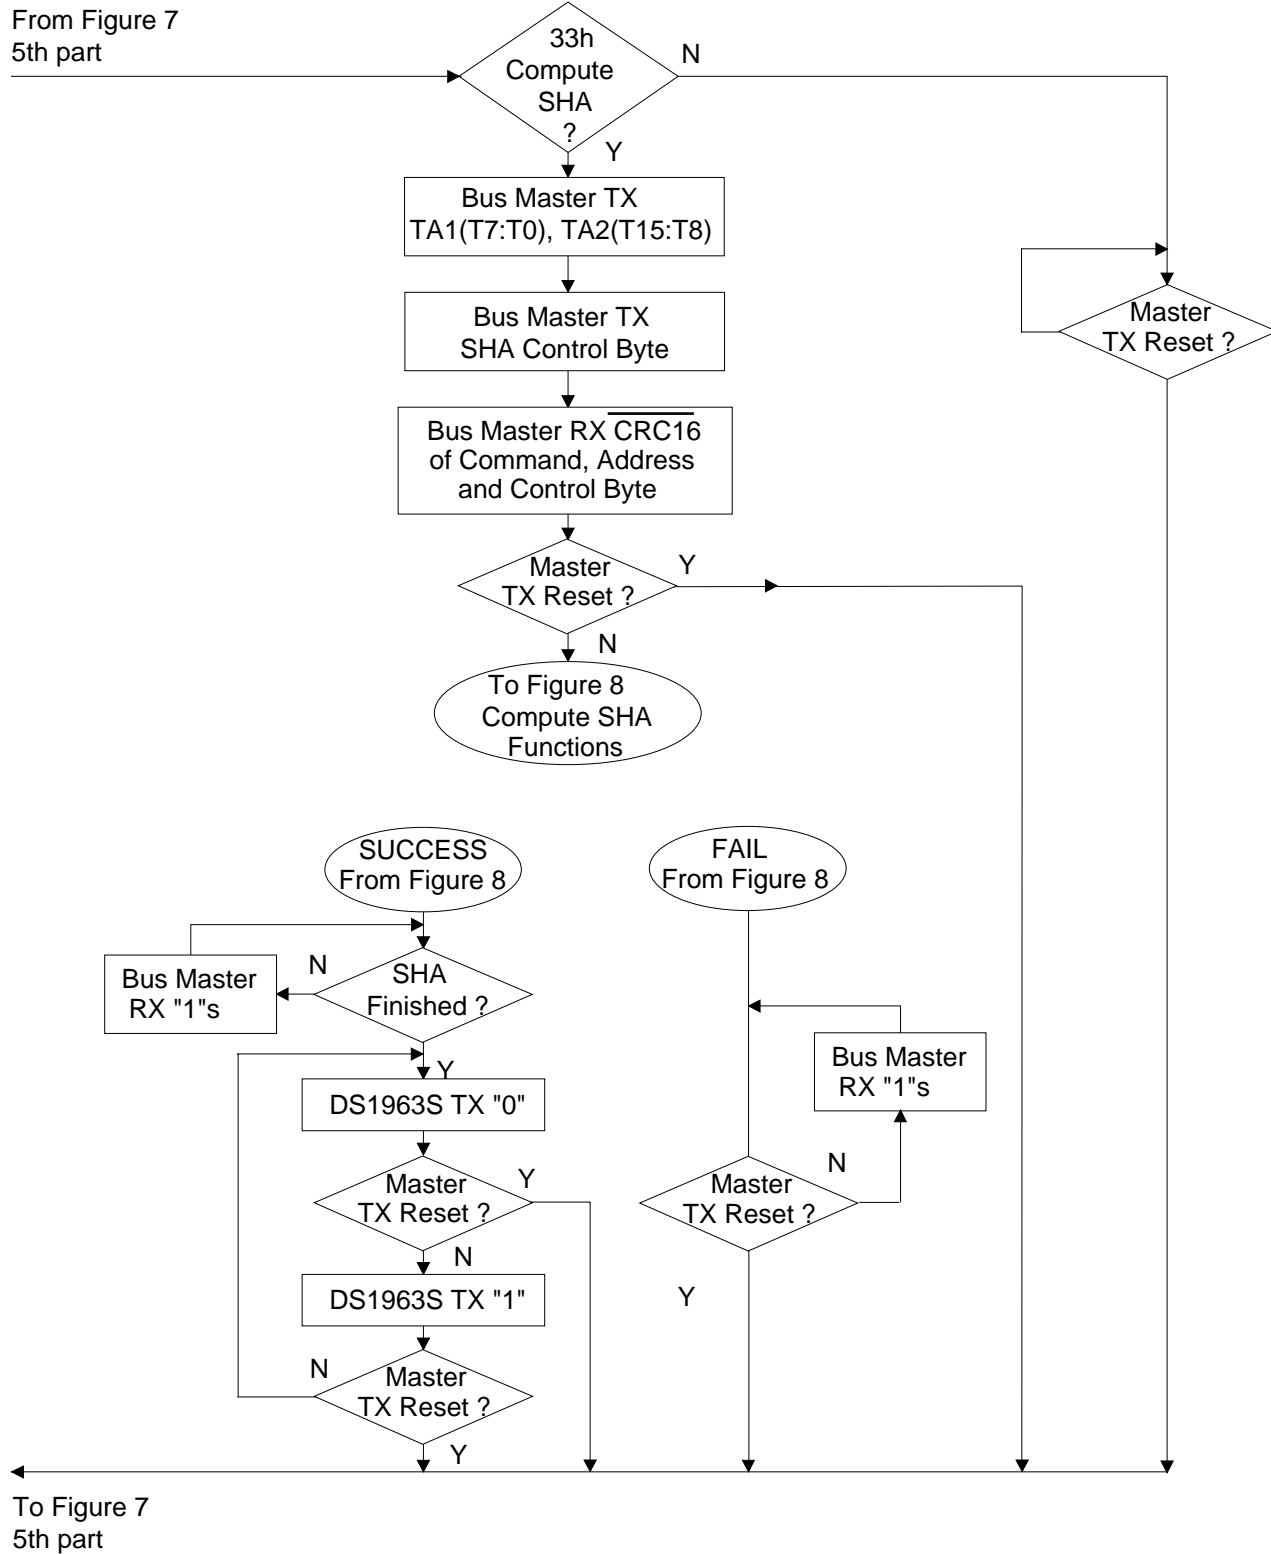 From Figure 7
5th part
33h
Compute
SHA
?
N
Y
Bus Master TX
TA1(T7:T0), TA2(T15:T8)
Bus Master TX
SHA Control Byte
Master
TX Reset ?
Bus Master RX CRC16
of Command, Address
and Control Byte
Master
TX Reset ?
Y
N
To Figure 8
Compute SHA
Functions
SUCCESS
From Figure 8
FAIL
From Figure 8
Bus Master
RX "1"s
N
SHA
Finished ?
Y
Bus Master
RX "1"s
DS1963S TX "0"
Master
TX Reset ?
Y
N
Master
TX Reset ?
N
Y
DS1963S TX "1"
N
Master
TX Reset ?
Y
To Figure 7
5th part